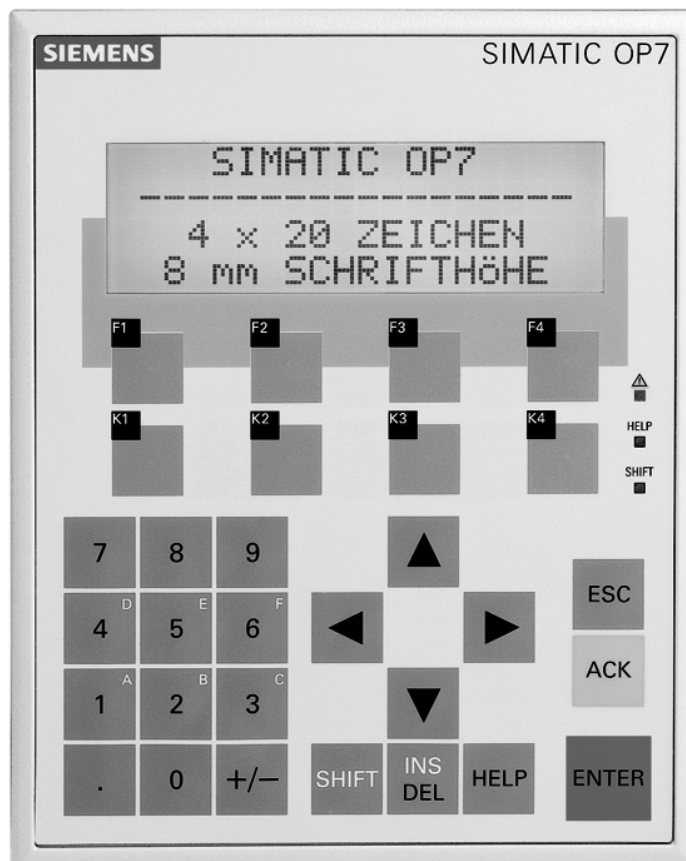 SIEMENS
SIMATIC OP7
SIMATIC OP7
--------------------
4 x 20 ZEICHEN
8 mm SCHRIFTHöHE
F1 F2 F3 F4
K1 K2 K3 K4
HELP
SHIFT
7 8 9
4 D 5 E 6 F
ESC
1 A 2 B 3 C
ACK
. 0 +/−
SHIFT
INS
DEL
HELP
ENTER